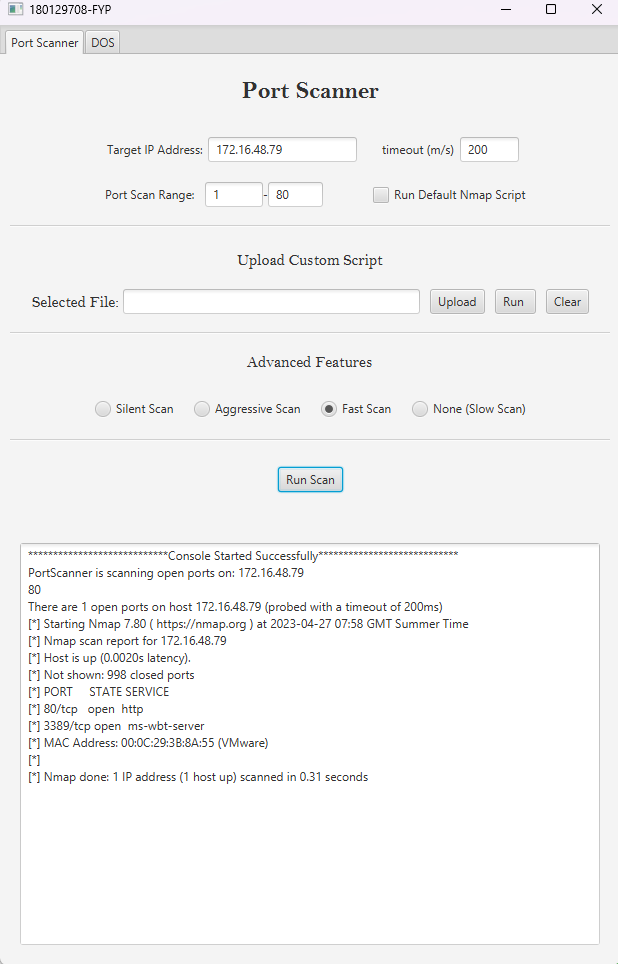 180129708-FYP
Port Scanner DOS
Port Scanner
Target IP Address: 172.16.48.79 timeout (m/s) 200
Port Scan Range: 1 - 80 Run Default Nmap Script
Upload Custom Script
Selected File: Upload Run Clear
Advanced Features
Silent Scan Aggressive Scan Fast Scan None (Slow Scan)
Run Scan
****************************Console Started Successfully****************************
PortScanner is scanning open ports on: 172.16.48.79
80
There are 1 open ports on host 172.16.48.79 (probed with a timeout of 200ms)
[*] Starting Nmap 7.80 ( https://nmap.org ) at 2023-04-27 07:58 GMT Summer Time
[*] Nmap scan report for 172.16.48.79
[*] Host is up (0.0020s latency).
[*] Not shown: 998 closed ports
[*] PORT     STATE SERVICE
[*] 80/tcp   open  http
[*] 3389/tcp open  ms-wbt-server
[*] MAC Address: 00:0C:29:3B:8A:55 (VMware)
[*]
[*] Nmap done: 1 IP address (1 host up) scanned in 0.31 seconds